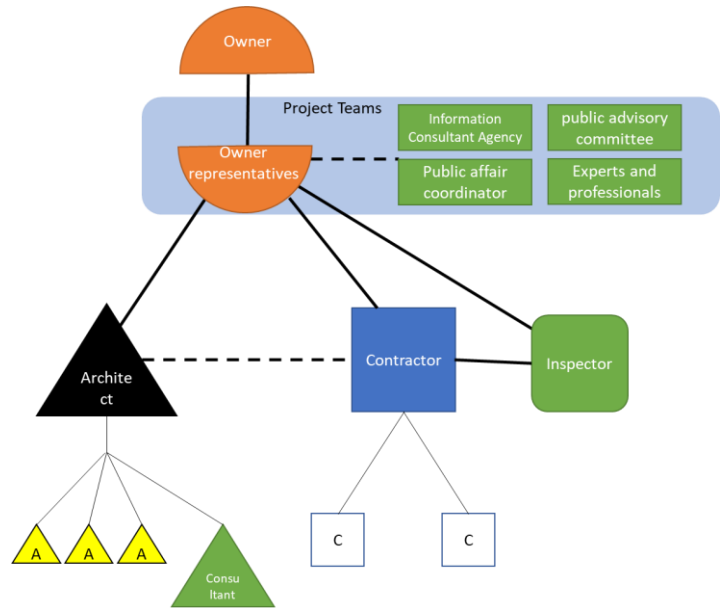 Owner
Project Teams
Information
Consultant Agency
public advisory
committee
Owner
representatives
Public affair
coordinator
Experts and
professionals
Archite
ct
Contractor
Inspector
A
A
A
Consu
ltant
C
C